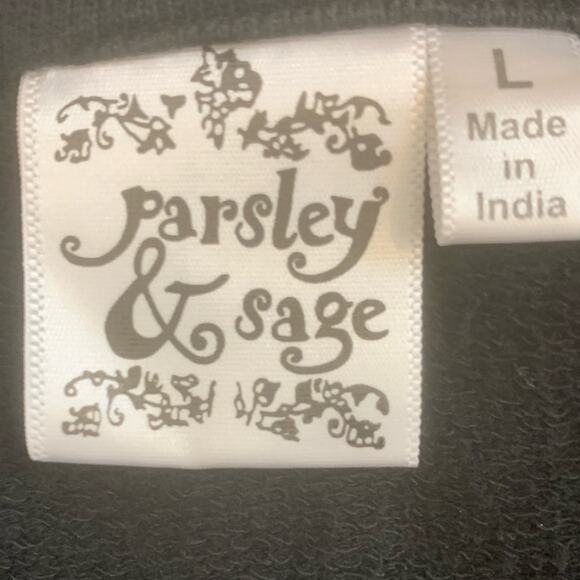 parsley
& sage
L
Made
in
India